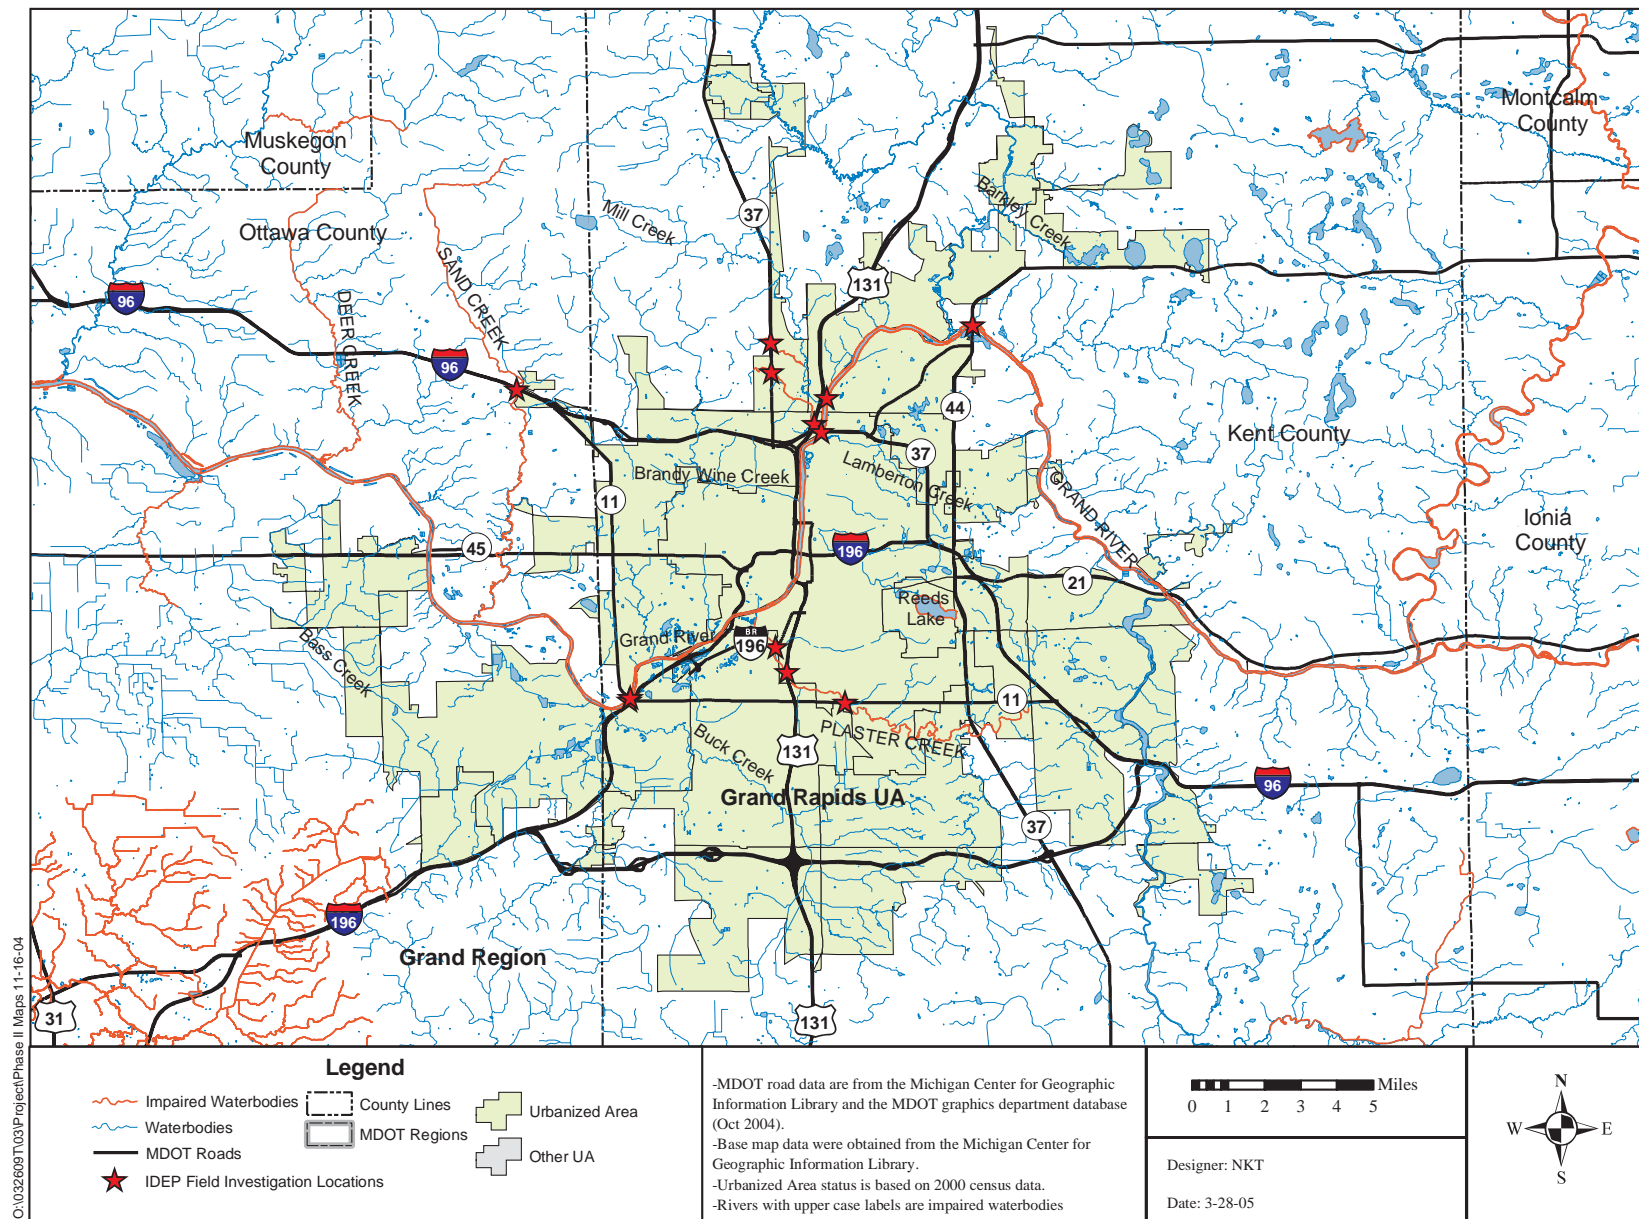 Montcalm
County
Muskegon
County
Barkley Creek
Mill Creek
37
Ottawa County
SAND CREEK
131
96
DEER CREEK
96
44
Kent County
37
Brandy Wine Creek
Lamberton Creek
11
GRAND RIVER
Ionia
County
45
196
21
Reeds
Lake
Grand River
BR
196
Bass Creek
11
PLASTER CREEK
Buck Creek
131
96
Grand Rapids UA
37
196
Grand Region
31
131
O:\032609T\03\Project\Phase II Maps 11-16-04
Legend
Impaired Waterbodies
Waterbodies
MDOT Roads
IDEP Field Investigation Locations
County Lines
MDOT Regions
Urbanized Area
Other UA
-MDOT road data are from the Michigan Center for Geographic
Information Library and the MDOT graphics department database
(Oct 2004).
-Base map data were obtained from the Michigan Center for
Geographic Information Library.
-Urbanized Area status is based on 2000 census data.
-Rivers with upper case labels are impaired waterbodies
Miles
0 1 2 3 4 5
Designer: NKT
Date: 3-28-05
N
W E
S